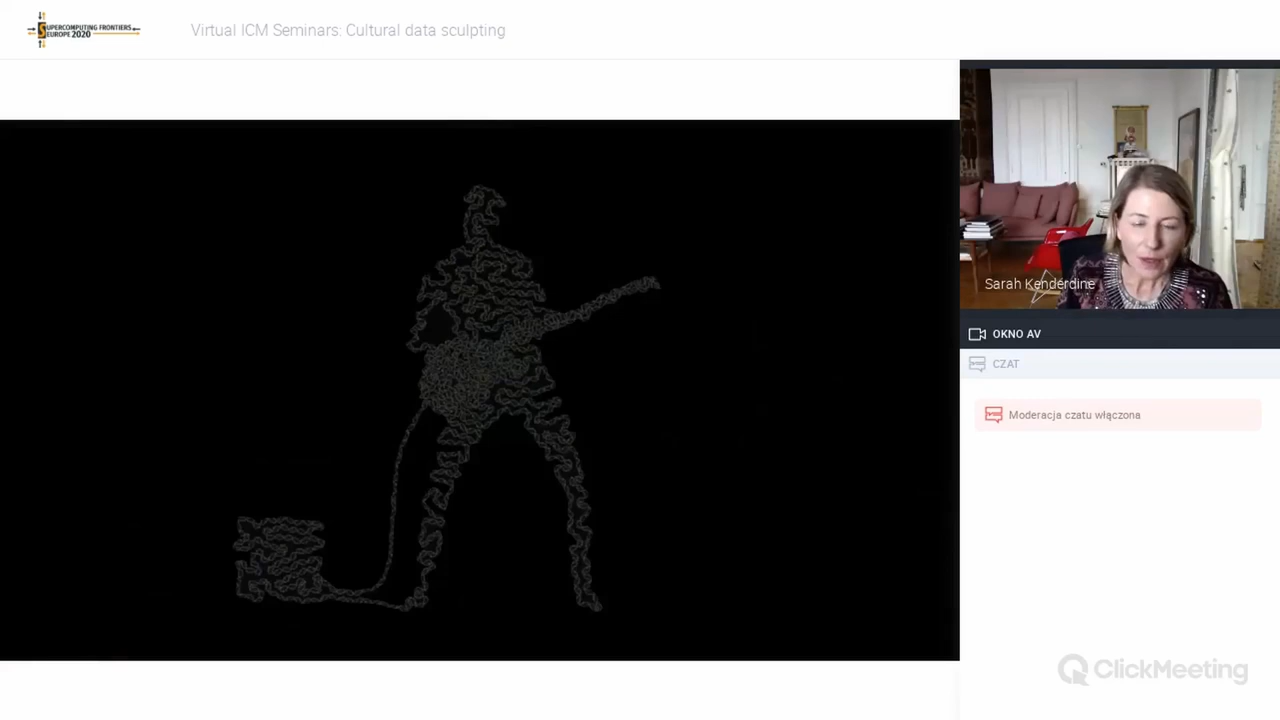 SUPERCOMPUTING FRONTIERS
EUROPE 2020
Virtual ICM Seminars: Cultural data sculpting
Sarah Kenderdine
OKNO AV
CZAT
Moderacja czatu włączona
ClickMeeting